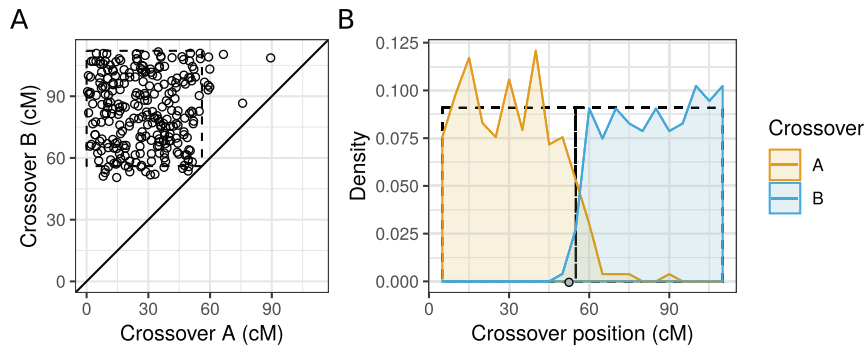 A
Crossover B (cM)
90
60
30
0
0 30 60 90
Crossover A (cM)
B
Density
0.125
0.100
0.075
0.050
0.025
0.000
0 30 60 90
Crossover position (cM)
Crossover
A
B